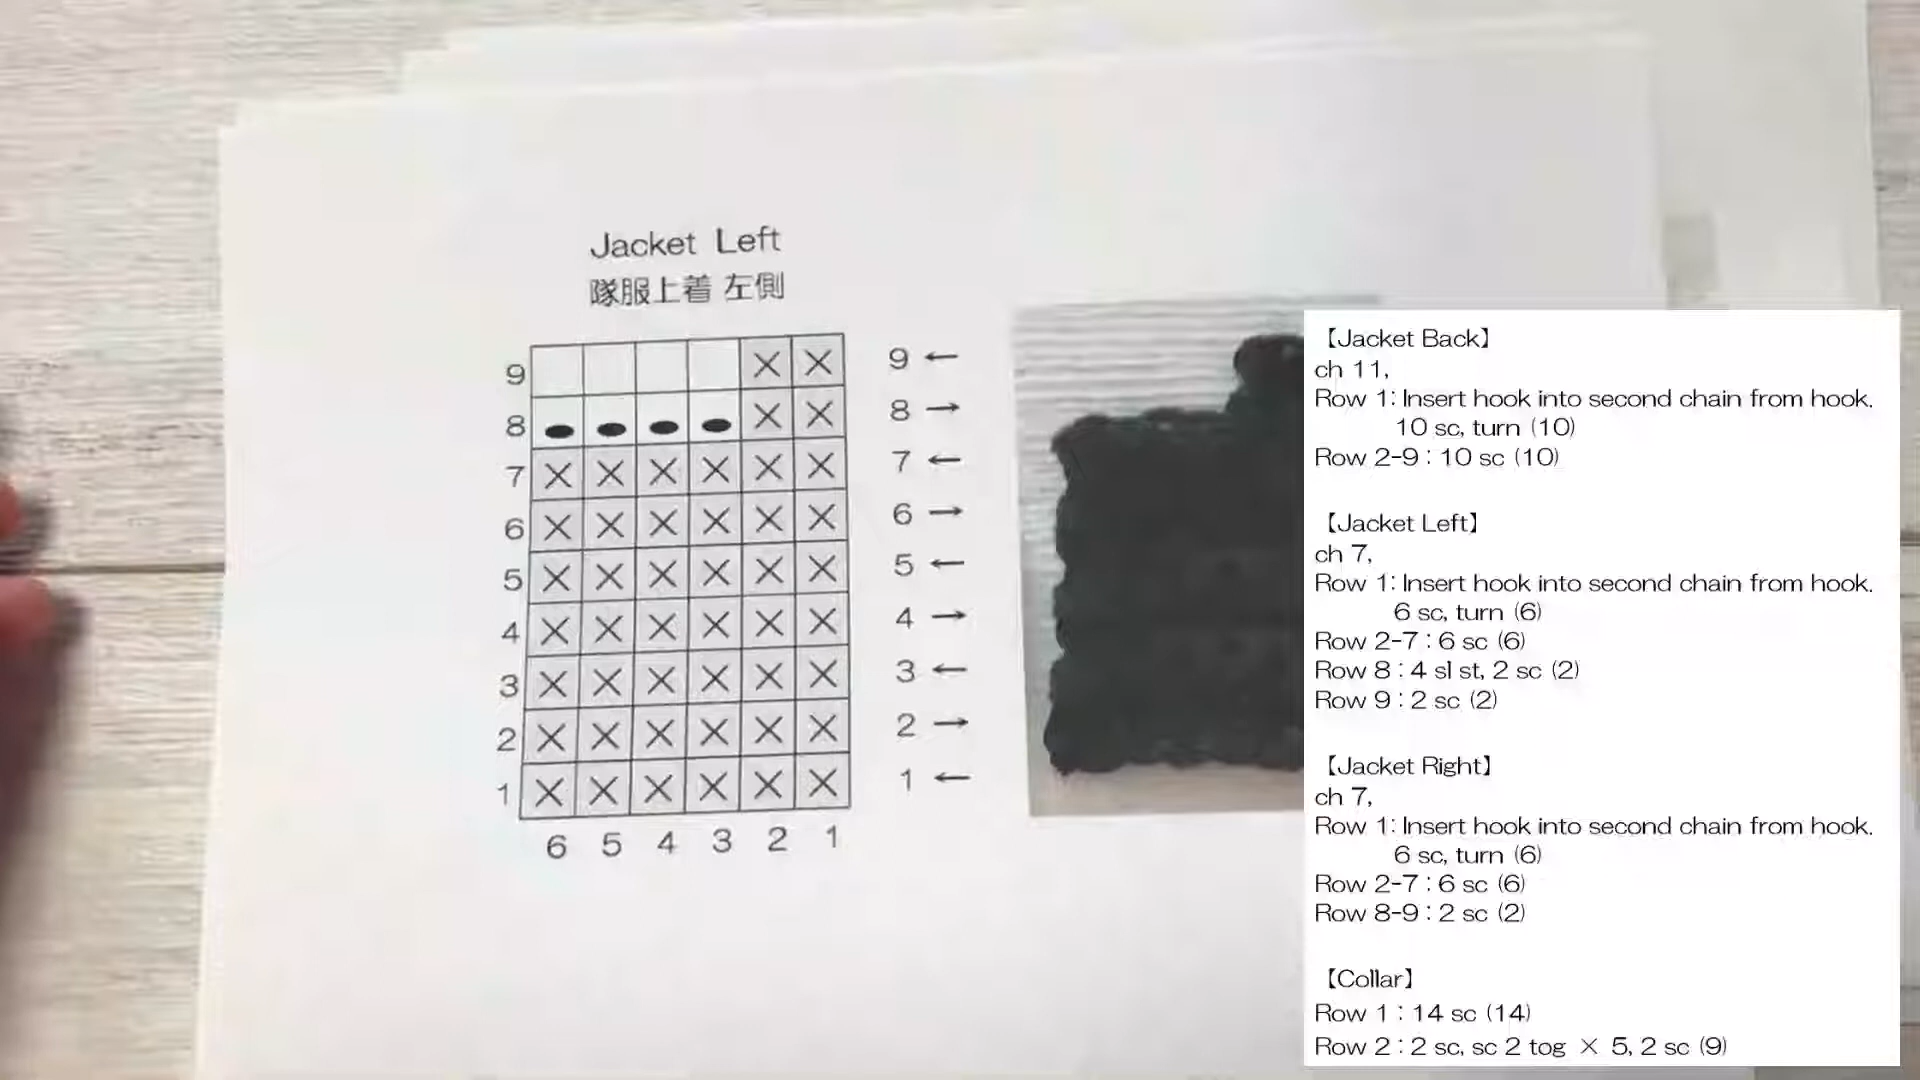 Jacket Left
隊服上着 左側
9 X X 9 ←
8 X X 8 →
7 X X X X X X 7 ←
6 X X X X X X 6 →
5 X X X X X X 5 ←
4 X X X X X X 4 →
3 X X X X X X 3 ←
2 X X X X X X 2 →
1 X X X X X X 1 ←
6 5 4 3 2 1
【Jacket Back】
ch 11,
Row 1: Insert hook into second chain from hook.
10 sc, turn (10)
Row 2-9 : 10 sc (10)
【Jacket Left】
ch 7,
Row 1: Insert hook into second chain from hook.
6 sc, turn (6)
Row 2-7 : 6 sc (6)
Row 8 : 4 sl st, 2 sc (2)
Row 9 : 2 sc (2)
【Jacket Right】
ch 7,
Row 1: Insert hook into second chain from hook.
6 sc, turn (6)
Row 2-7 : 6 sc (6)
Row 8-9 : 2 sc (2)
【Collar】
Row 1 : 14 sc (14)
Row 2 : 2 sc, sc 2 tog × 5, 2 sc (9)